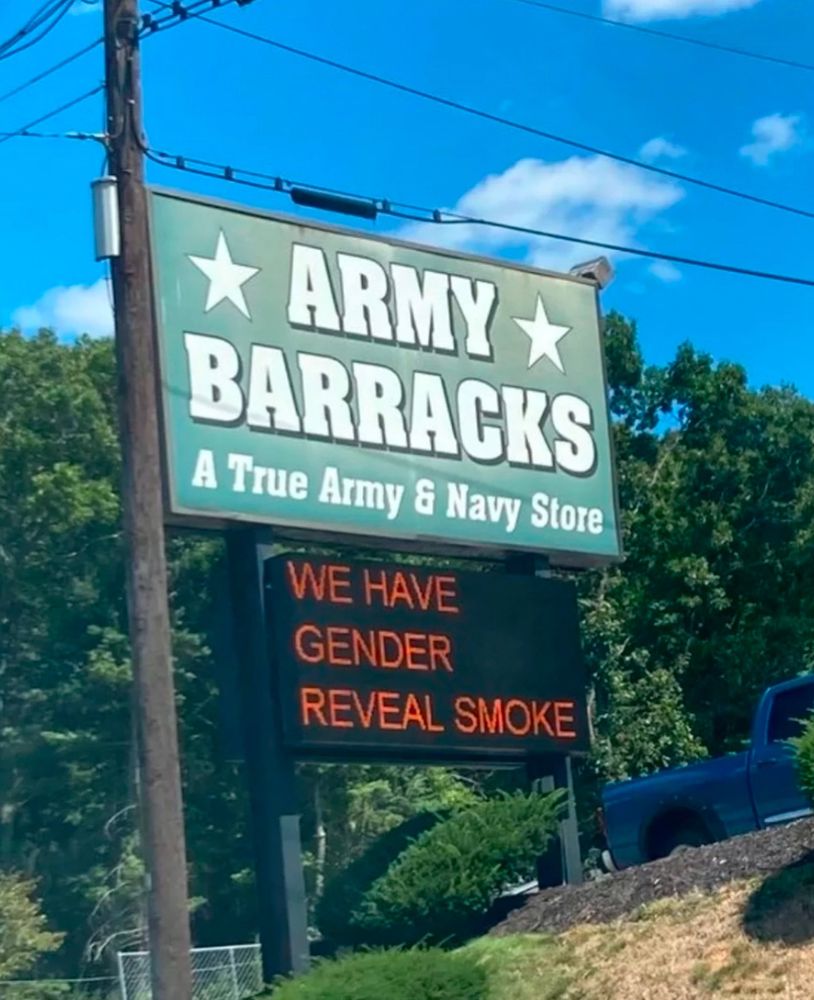 ARMY
BARRACKS
A True Army & Navy Store
WE HAVE
GENDER
REVEAL SMOKE